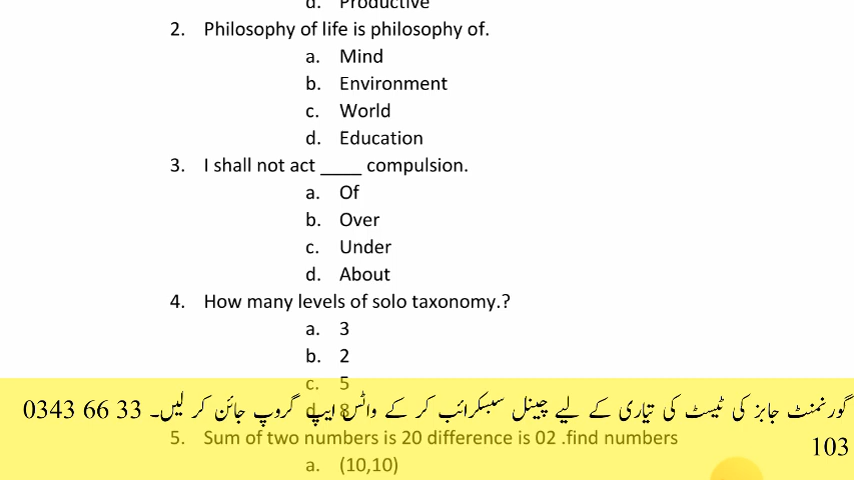 d. Productive
2. Philosophy of life is philosophy of.
a. Mind
b. Environment
c. World
d. Education
3. I shall not act ____ compulsion.
a. Of
b. Over
c. Under
d. About
4. How many levels of solo taxonomy.?
a. 3
b. 2
c. 5
d. 8
گورنمنٹ جابز کی ٹیسٹ کی تیاری کے لیے چینل سبسکرائب کر کے واٹس ایپ گروپ جائن کر لیں۔ 0343 66 33
103
5. Sum of two numbers is 20 difference is 02 .find numbers
a. (10,10)